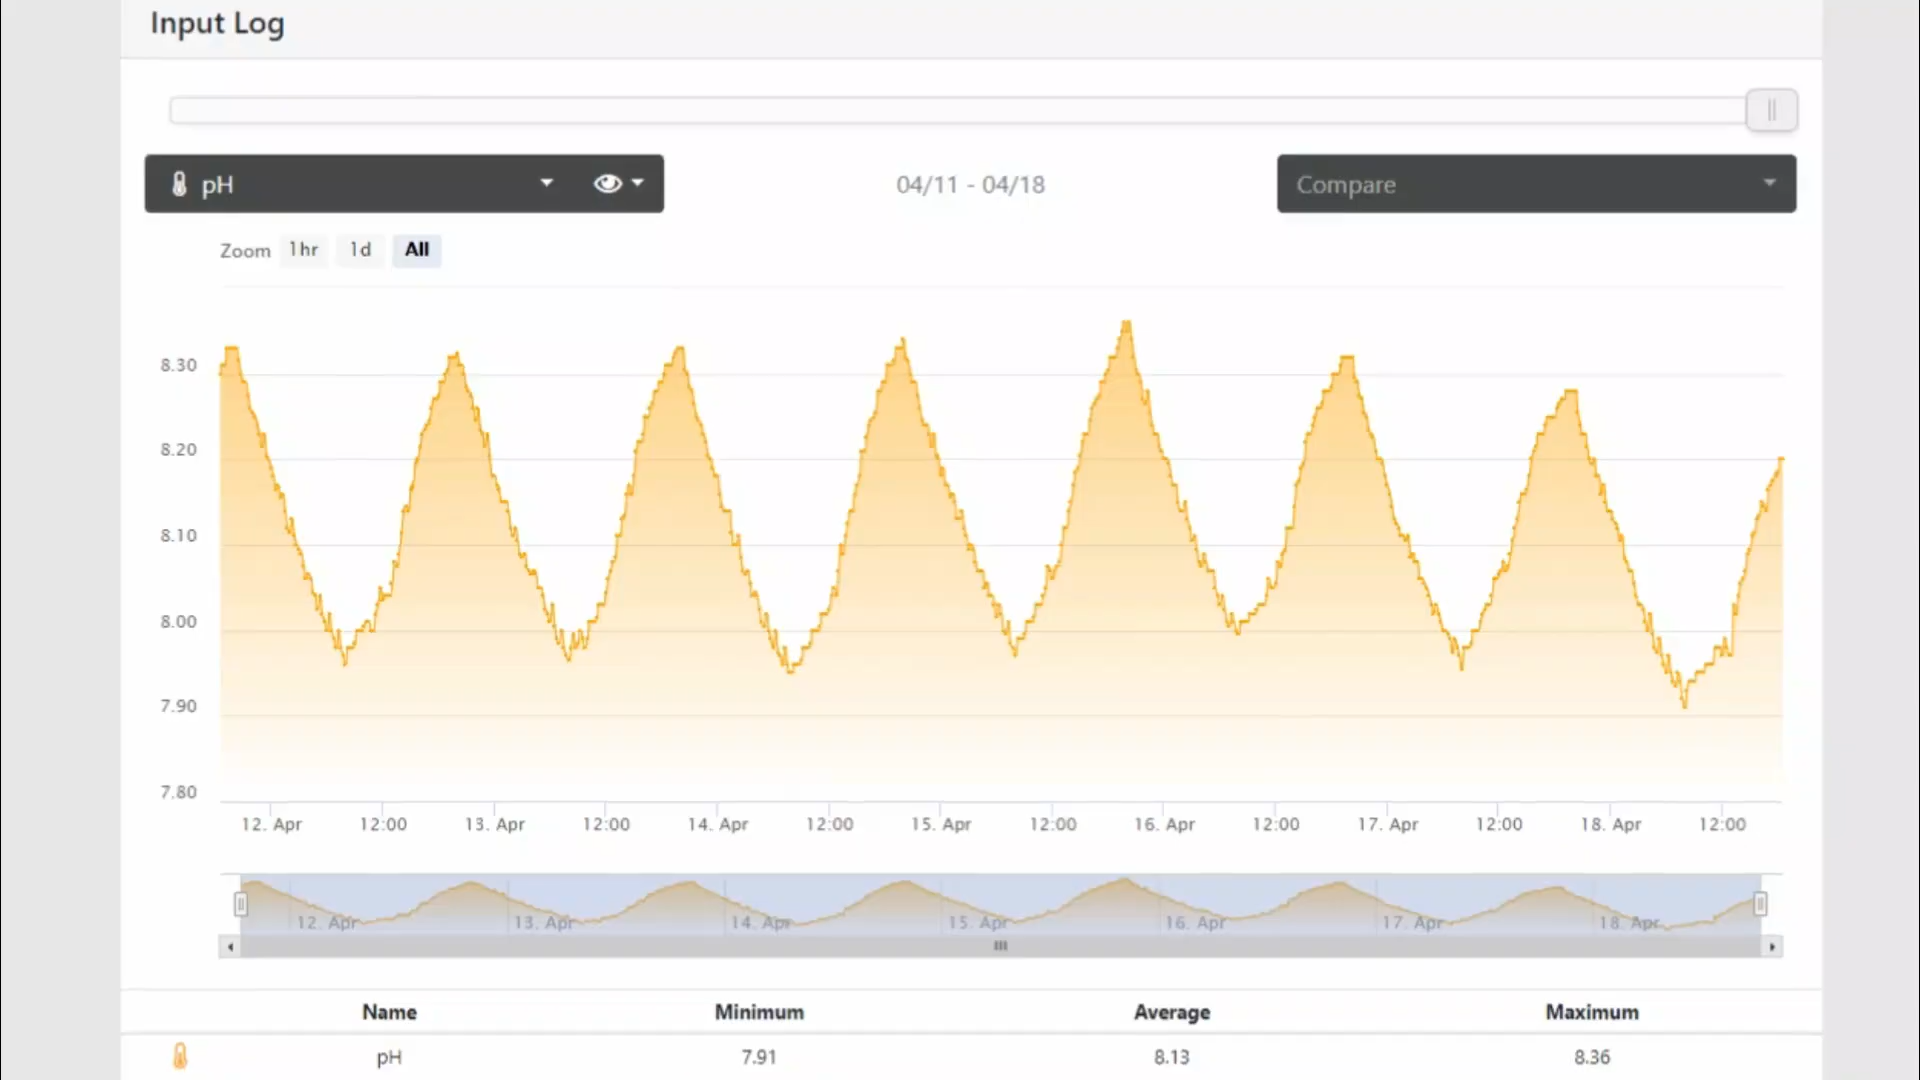 Input Log
pH
04/11 - 04/18
Compare
Zoom 1hr 1d All
8.30
8.20
8.10
8.00
7.90
7.80
12. Apr 12:00 13. Apr 12:00 14. Apr 12:00 15. Apr 12:00 16. Apr 12:00 17. Apr 12:00 18. Apr 12:00
12. Apr 13. Apr 14. Apr 15. Apr 16. Apr 17. Apr 18. Apr
Name Minimum Average Maximum
pH 7.91 8.13 8.36